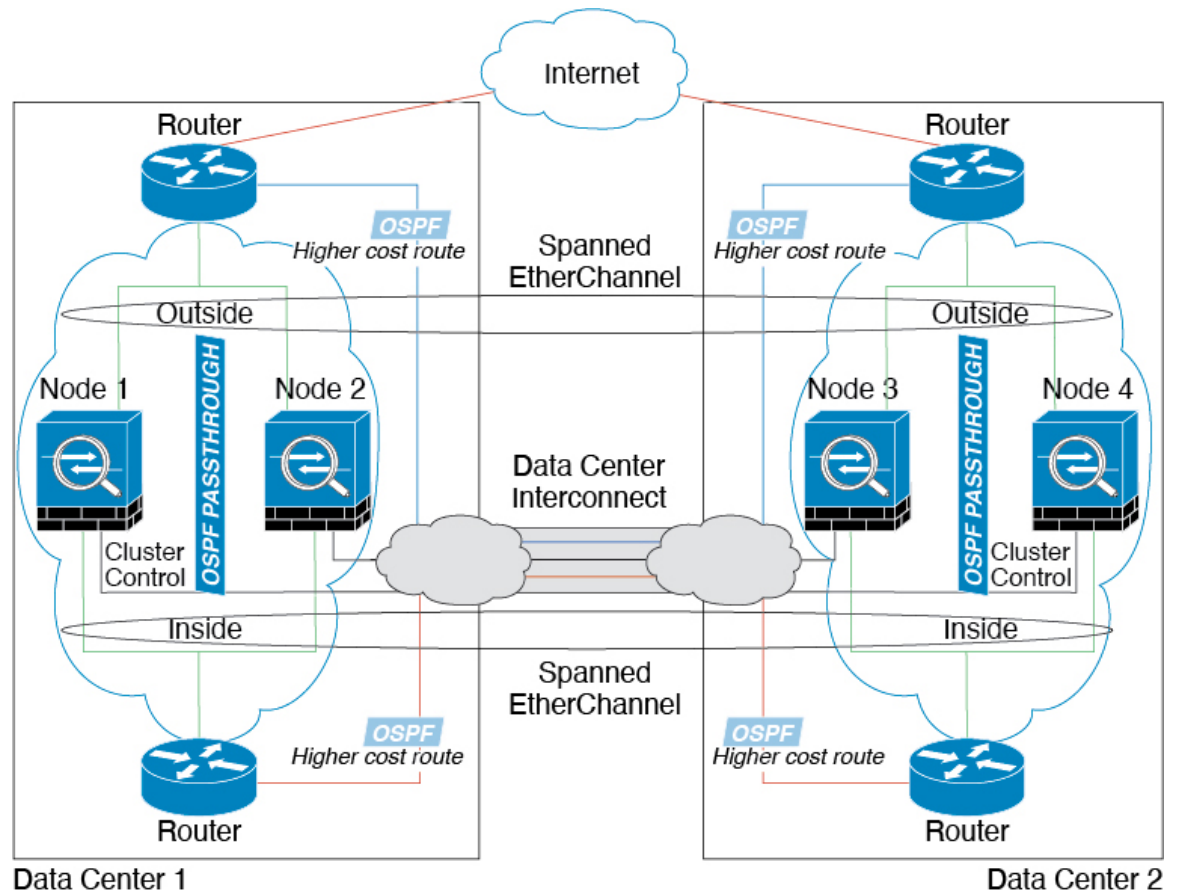 Internet
Router
Router
OSPF
Higher cost route
OSPF
Higher cost route
Spanned
EtherChannel
Outside
Outside
Node 1
Node 2
Node 3
Node 4
OSPF PASSTHROUGH
OSPF PASSTHROUGH
Data Center
Interconnect
Cluster
Control
Cluster
Control
Inside
Inside
Spanned
EtherChannel
OSPF
Higher cost route
OSPF
Higher cost route
Router
Router
Data Center 1
Data Center 2